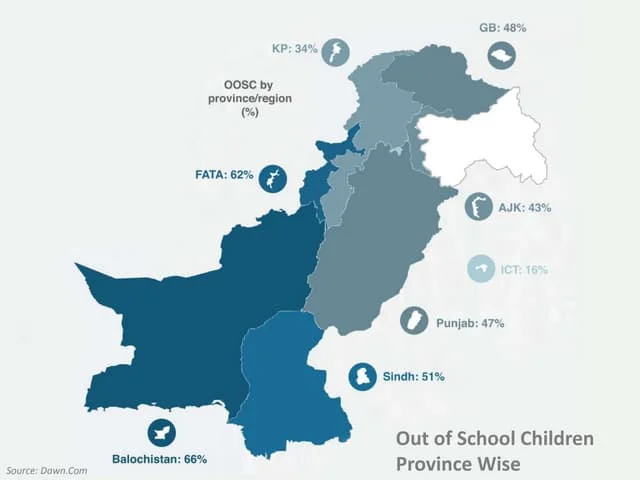 GB: 48%
KP: 34%
OOSC by
province/region
(%)
FATA: 62%
AJK: 43%
ICT: 16%
Punjab: 47%
Sindh: 51%
Balochistan: 66%
Out of School Children
Province Wise
Source: Dawn.Com